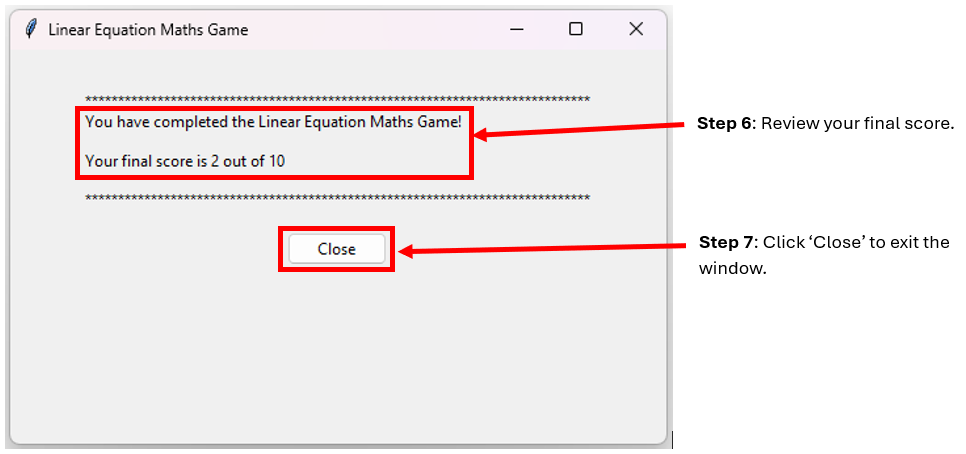 Linear Equation Maths Game
******************************************************************************
You have completed the Linear Equation Maths Game!
Your final score is 2 out of 10
******************************************************************************
Close
Step 6: Review your final score.
Step 7: Click ‘Close’ to exit the
window.